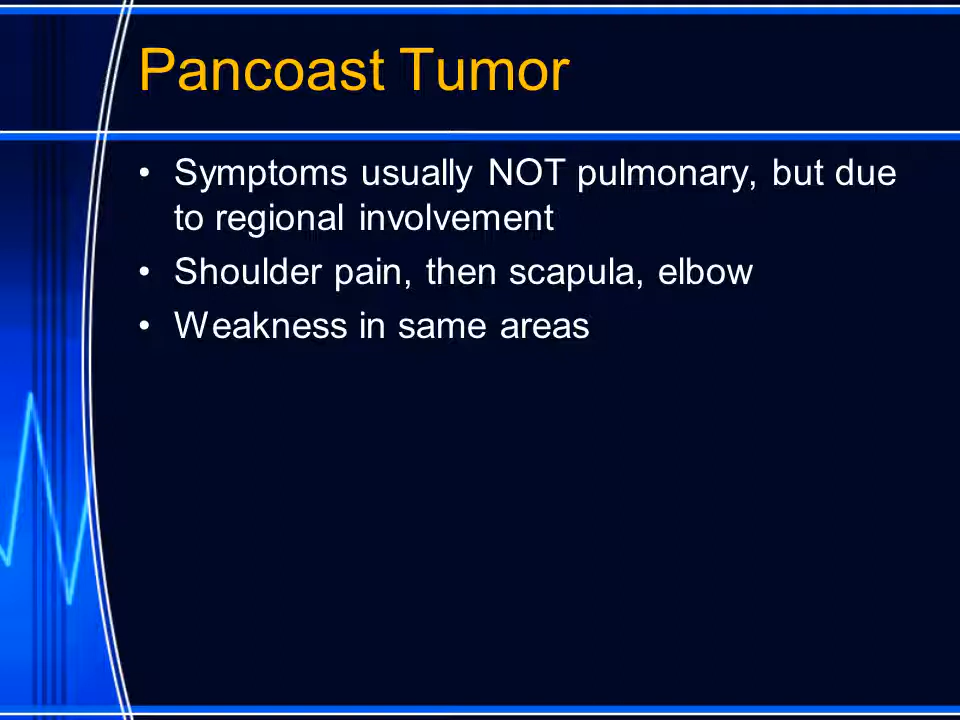 Pancoast Tumor
• Symptoms usually NOT pulmonary, but due
to regional involvement
• Shoulder pain, then scapula, elbow
• Weakness in same areas